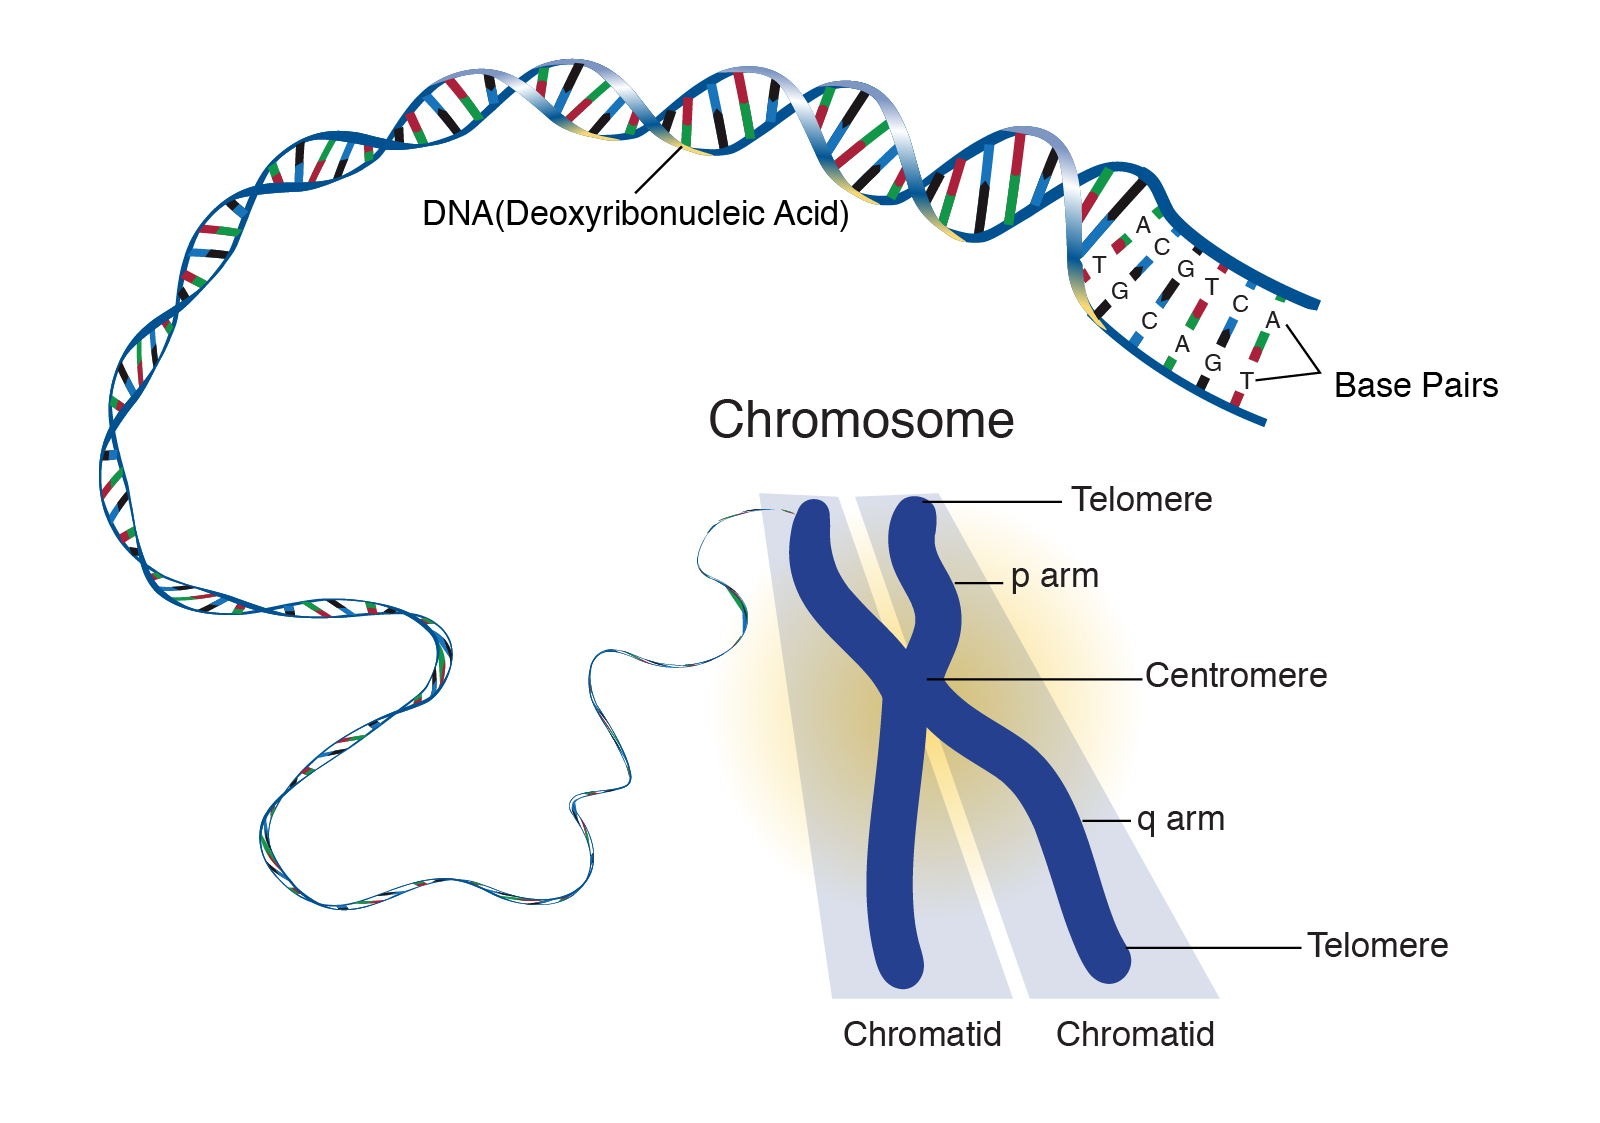 DNA(Deoxyribonucleic Acid)
A C G T C A
T G C A G T
Base Pairs
Chromosome
Telomere
p arm
Centromere
q arm
Telomere
Chromatid Chromatid